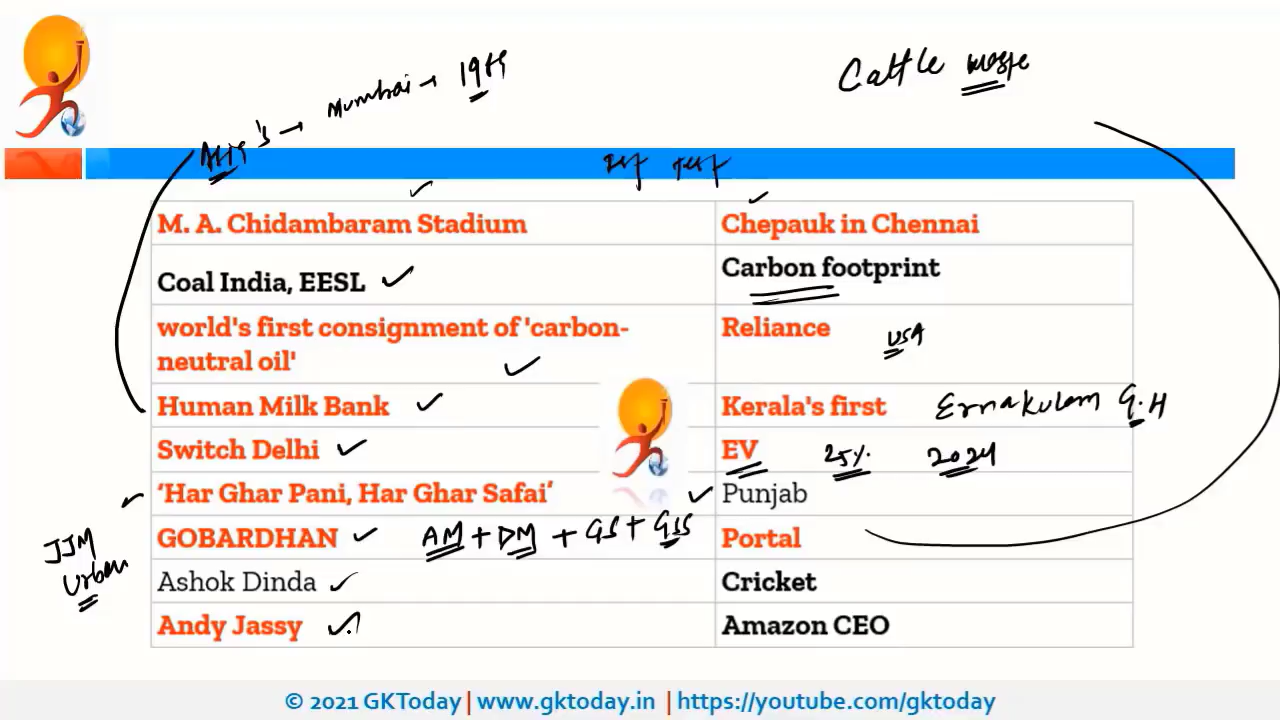 Cattle waste
Mumbai → 19
M. A. Chidambaram Stadium
Chepauk in Chennai
Coal India, EESL
Carbon footprint
world's first consignment of 'carbon-
neutral oil'
Reliance
USA
Human Milk Bank
Kerala's first
Ernakulam G.H
Switch Delhi
EV
25%
2024
‘Har Ghar Pani, Har Ghar Safai’
Punjab
JJM
Urban
GOBARDHAN
AM + DM + GS +
Portal
Ashok Dinda
Cricket
Andy Jassy
Amazon CEO
© 2021 GKToday | www.gktoday.in | https://youtube.com/gktoday